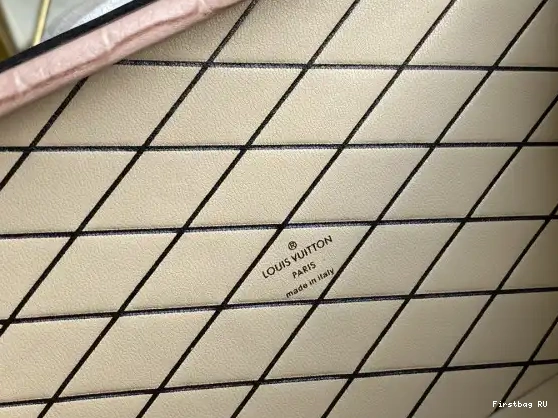 ®
LOUIS VUITTON
PARIS
made in italy
Firstbag RU